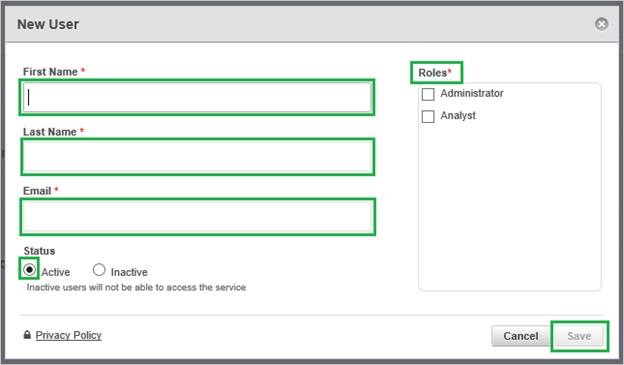 New User
First Name *
Last Name *
Email *
Status
Active
Inactive
Inactive users will not be able to access the service
Roles*
Administrator
Analyst
Privacy Policy
Cancel
Save